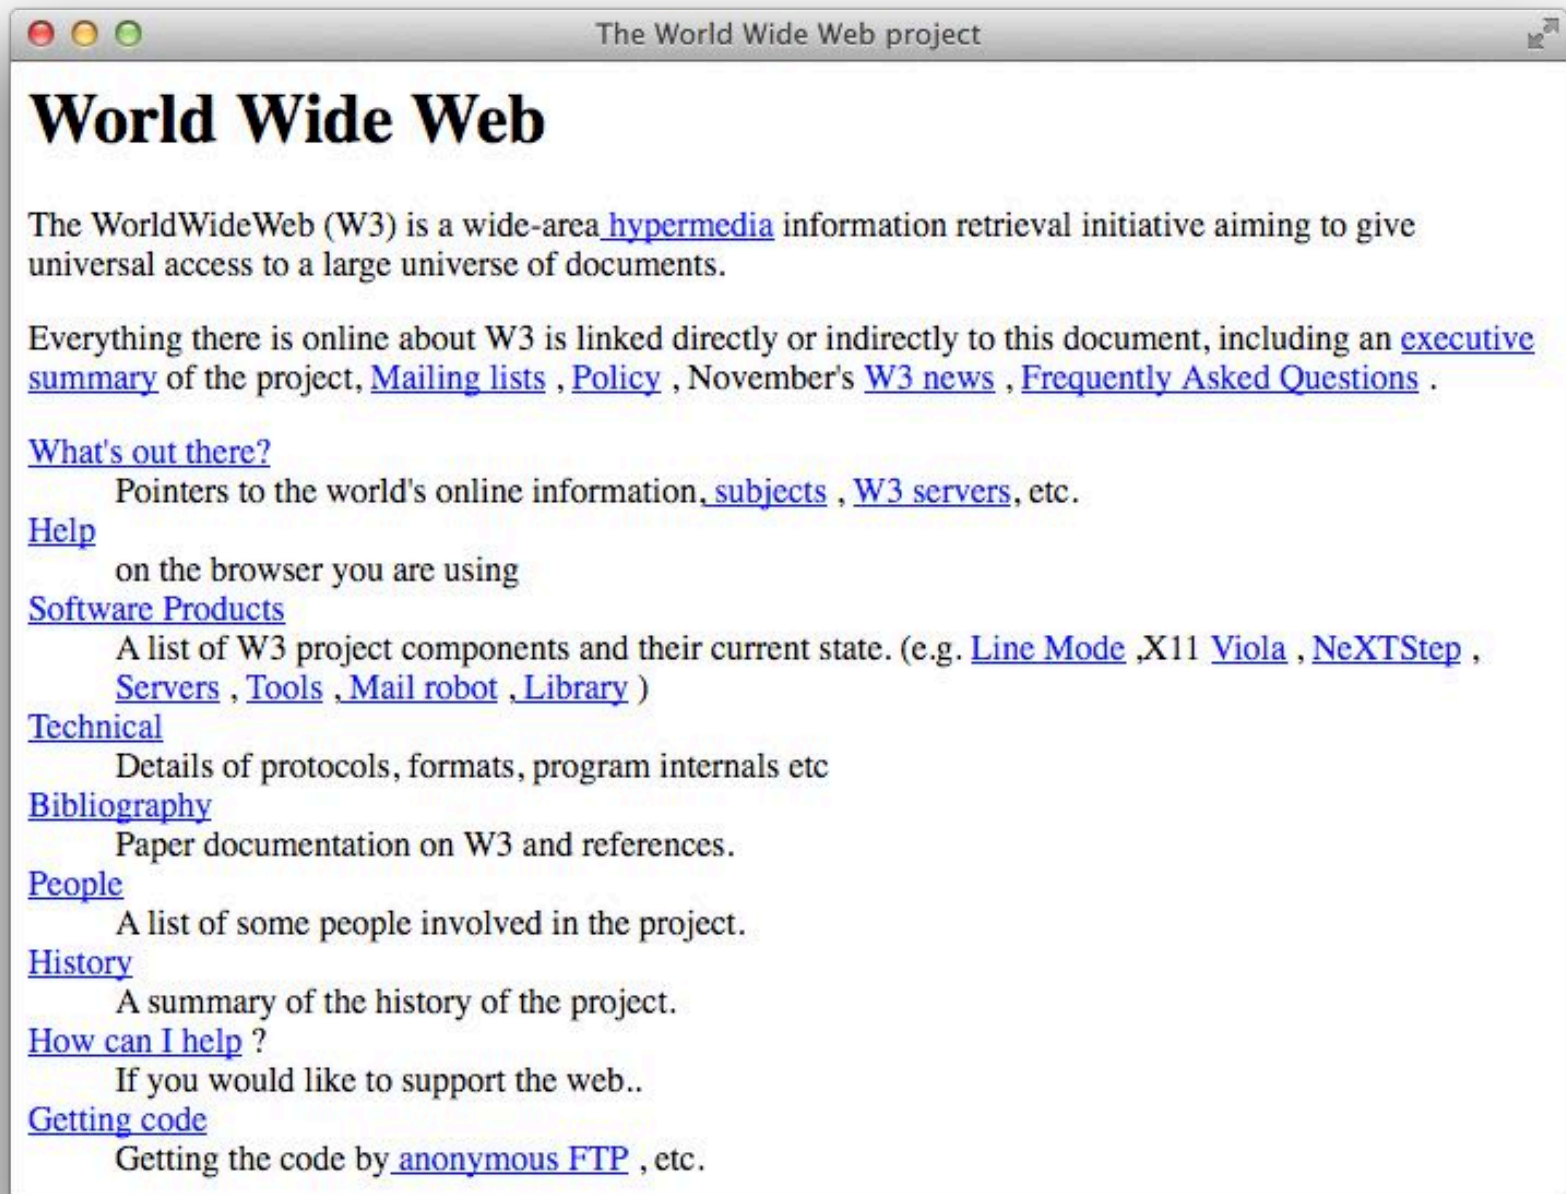 The World Wide Web project
World Wide Web
The WorldWideWeb (W3) is a wide-area hypermedia information retrieval initiative aiming to give
universal access to a large universe of documents.
Everything there is online about W3 is linked directly or indirectly to this document, including an executive
summary of the project, Mailing lists , Policy , November's W3 news , Frequently Asked Questions .
What's out there?
Pointers to the world's online information, subjects , W3 servers, etc.
Help
on the browser you are using
Software Products
A list of W3 project components and their current state. (e.g. Line Mode ,X11 Viola , NeXTStep ,
Servers , Tools , Mail robot , Library )
Technical
Details of protocols, formats, program internals etc
Bibliography
Paper documentation on W3 and references.
People
A list of some people involved in the project.
History
A summary of the history of the project.
How can I help ?
If you would like to support the web..
Getting code
Getting the code by anonymous FTP , etc.